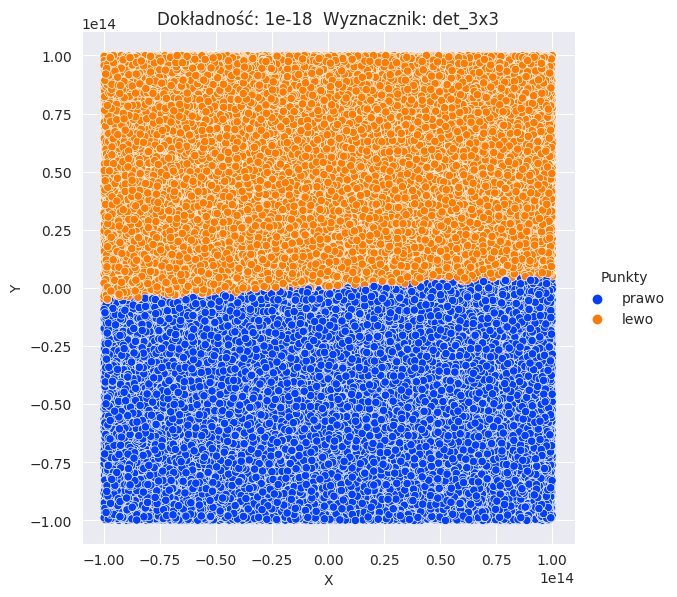 Dokładność: 1e-18  Wyznacznik: det_3x3
1e14
1.00
0.75
0.50
0.25
0.00
−0.25
−0.50
−0.75
−1.00
Y
Punkty
prawo
lewo
−1.00 −0.75 −0.50 −0.25 0.00 0.25 0.50 0.75 1.00
X
1e14